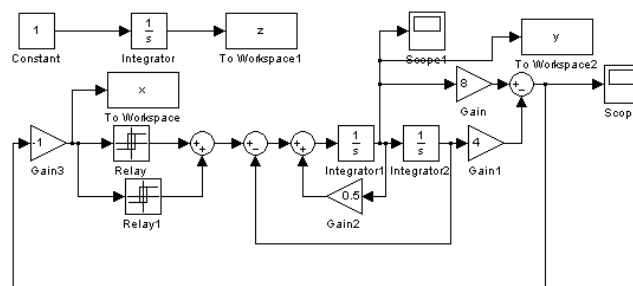 1
1
s
z
Constant
Integrator
To Workspace1
Scope1
y
To Workspace2
8
Gain
+
-
Scop
x
To Workspace
-1
Gain3
Relay
+
+
+
-
+
+
1
s
Integrator1
1
s
Integrator2
4
Gain1
Relay1
0.5
Gain2